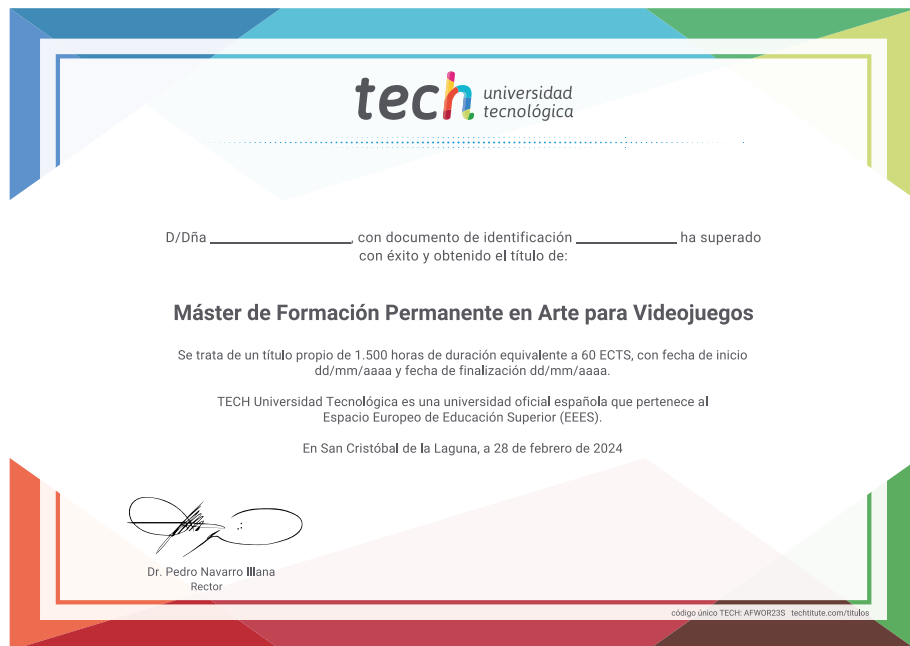 tech universidad
tecnológica
D/Dña ____________________, con documento de identificación ______________ ha superado
con éxito y obtenido el título de:
Máster de Formación Permanente en Arte para Videojuegos
Se trata de un título propio de 1.500 horas de duración equivalente a 60 ECTS, con fecha de inicio
dd/mm/aaaa y fecha de finalización dd/mm/aaaa.
TECH Universidad Tecnológica es una universidad oficial española que pertenece al
Espacio Europeo de Educación Superior (EEES).
En San Cristóbal de la Laguna, a 28 de febrero de 2024
Dr. Pedro Navarro Illana
Rector
código único TECH: AFWOR23S techtitute.com/titulos